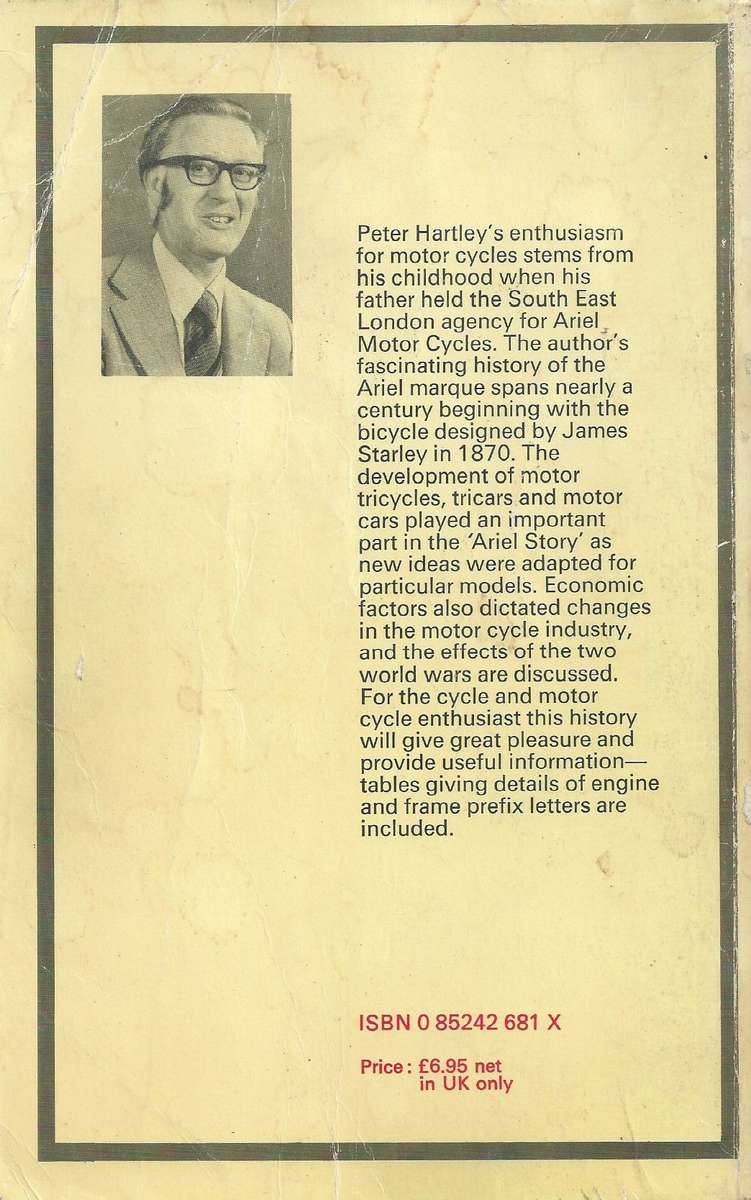 Peter Hartley's enthusiasm
for motor cycles stems from
his childhood when his
father held the South East
London agency for Ariel
Motor Cycles. The author's
fascinating history of the
Ariel marque spans nearly a
century beginning with the
bicycle designed by James
Starley in 1870. The
development of motor
tricycles, tricars and motor
cars played an important
part in the ‘Ariel Story’ as
new ideas were adapted for
particular models. Economic
factors also dictated changes
in the motor cycle industry,
and the effects of the two
world wars are discussed.
For the cycle and motor
cycle enthusiast this history
will give great pleasure and
provide useful information—
tables giving details of engine
and frame prefix letters are
included.
ISBN 0 85242 681 X
Price: £6.95 net
in UK only